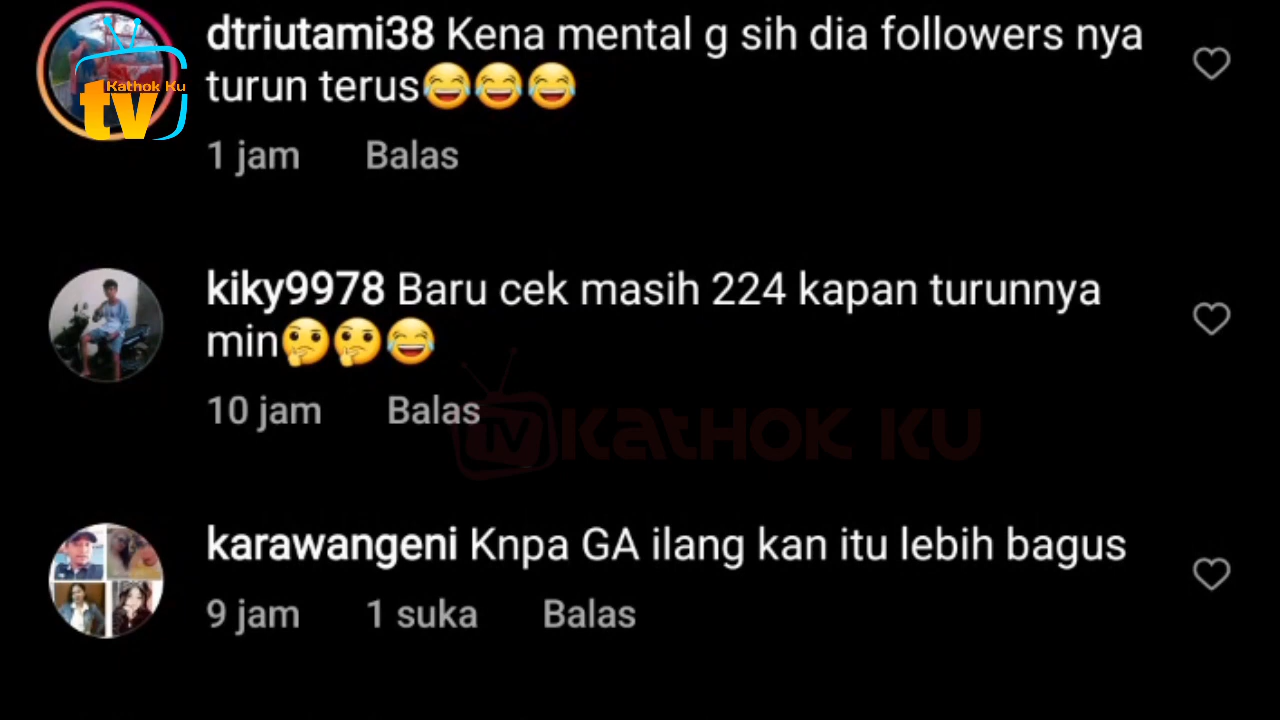 dtriutami38 Kena mental g sih dia followers nya
turun terus😂😂😂
1 jam Balas
Kathok Ku
tv
kiky9978 Baru cek masih 224 kapan turunnya
min🤔🤔😂
10 jam Balas
TV KATHOK KU
karawangeni Knpa GA ilang kan itu lebih bagus
9 jam 1 suka Balas